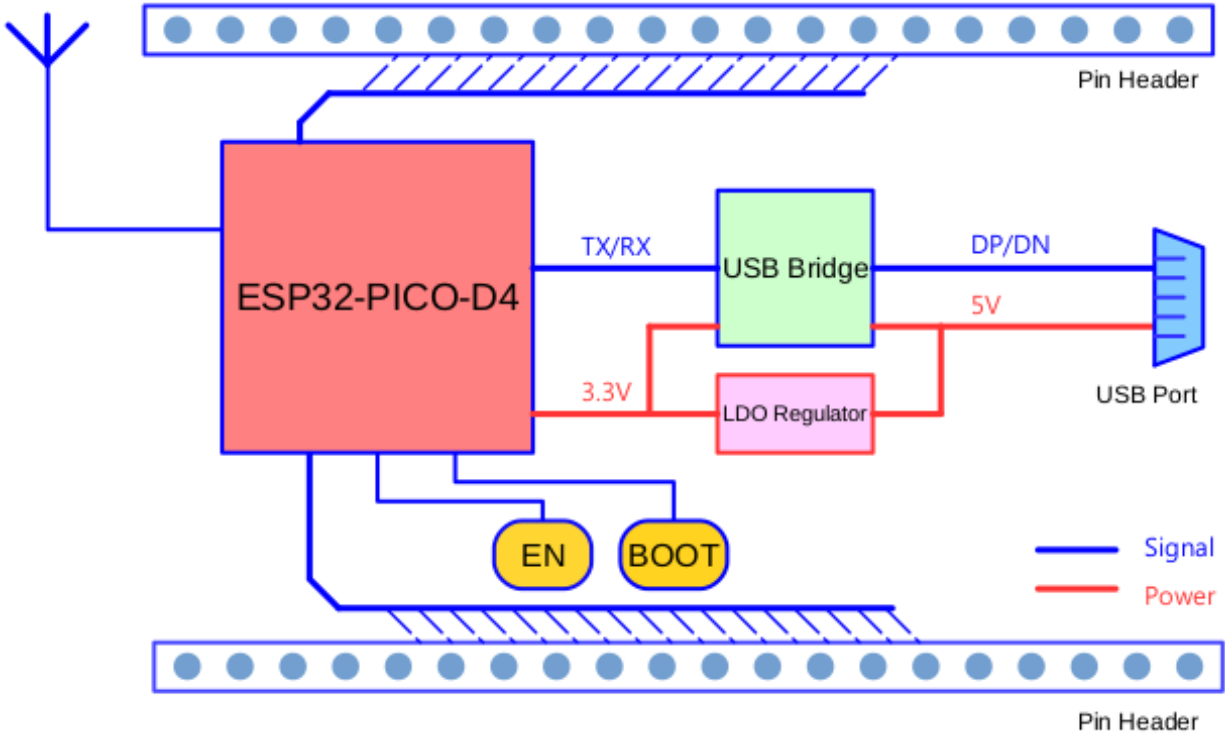 Pin Header
TX/RX
DP/DN
USB Bridge
ESP32-PICO-D4
5V
3.3V
USB Port
LDO Regulator
EN
BOOT
Signal
Power
Pin Header